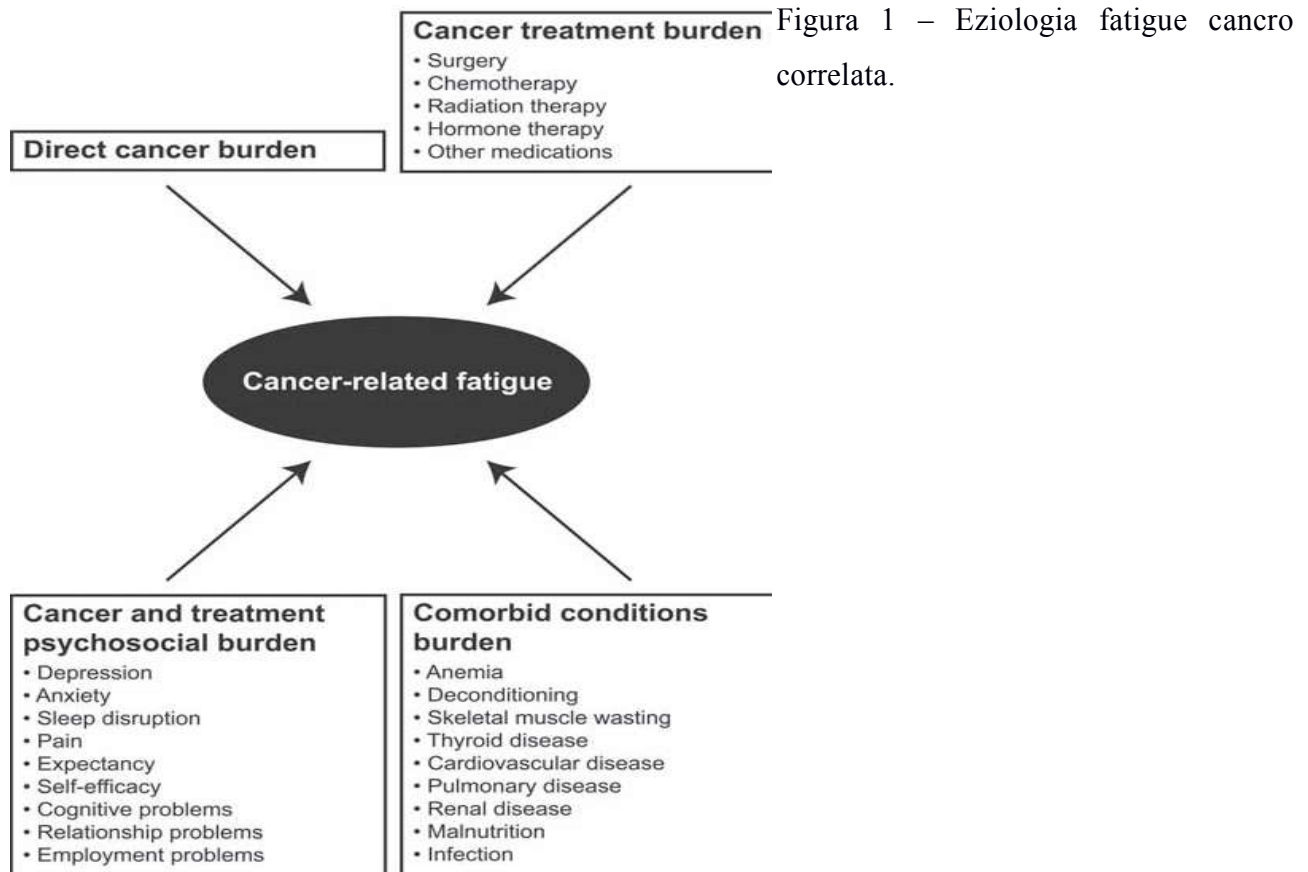 Figura 1 – Eziologia fatigue cancro
correlata.
Direct cancer burden
Cancer treatment burden
• Surgery
• Chemotherapy
• Radiation therapy
• Hormone therapy
• Other medications
Cancer-related fatigue
Cancer and treatment
psychosocial burden
• Depression
• Anxiety
• Sleep disruption
• Pain
• Expectancy
• Self-efficacy
• Cognitive problems
• Relationship problems
• Employment problems
Comorbid conditions
burden
• Anemia
• Deconditioning
• Skeletal muscle wasting
• Thyroid disease
• Cardiovascular disease
• Pulmonary disease
• Renal disease
• Malnutrition
• Infection